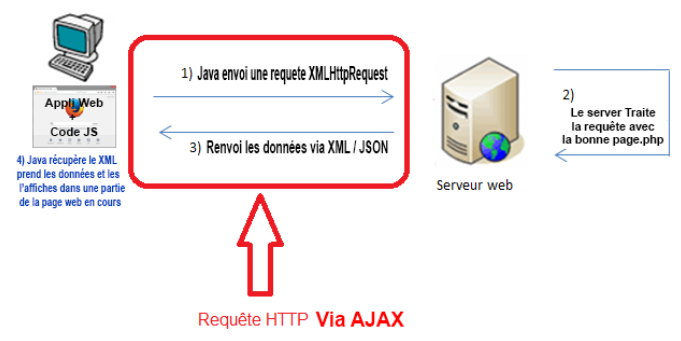 1) Java envoi une requete XMLHttpRequest
3) Renvoi les données via XML / JSON
Appli Web
+
Code JS
4) Java récupère le XML
prend les données et les
l'affiches dans une partie
de la page web en cours
Serveur web
2)
Le server Traite
la requête avec
la bonne page.php
Requête HTTP Via AJAX